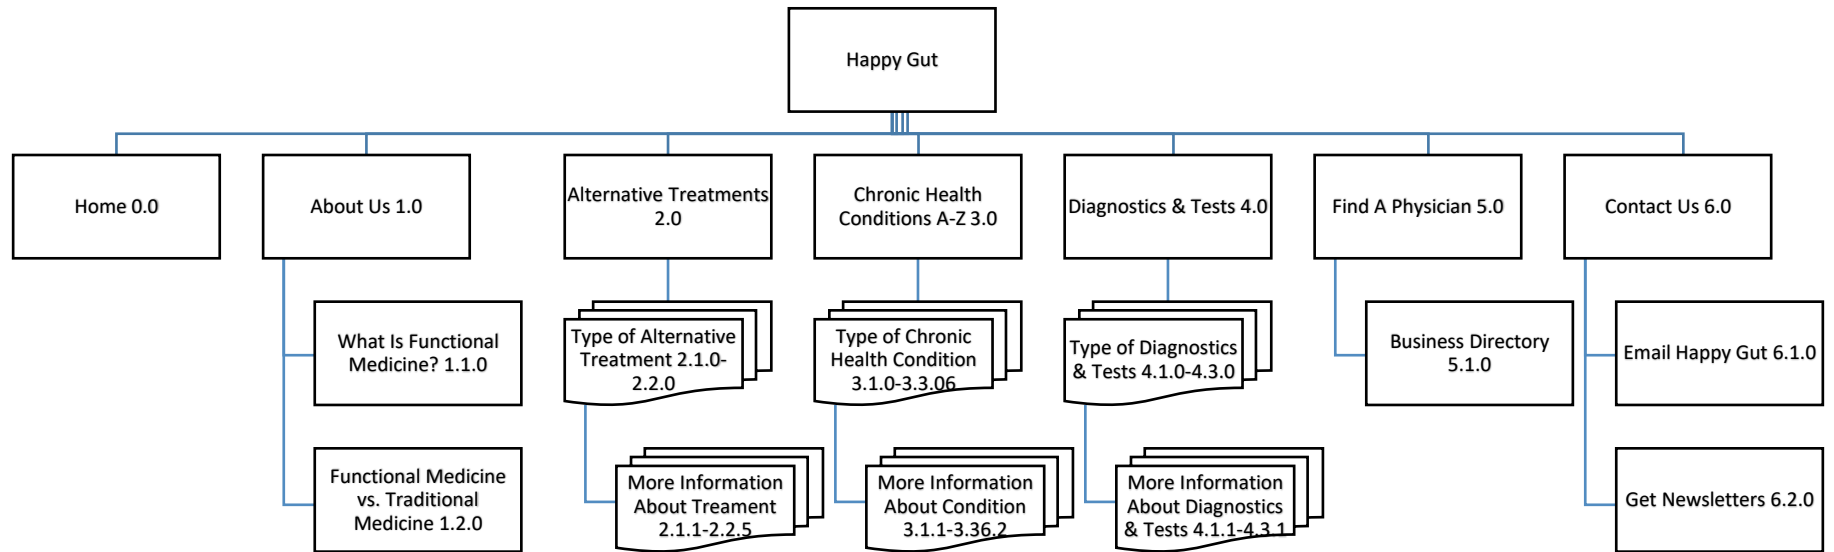 Happy Gut
Home 0.0
About Us 1.0
Alternative Treatments
2.0
Chronic Health
Conditions A-Z 3.0
Diagnostics & Tests 4.0
Find A Physician 5.0
Contact Us 6.0
What Is Functional
Medicine? 1.1.0
Type of Alternative
Treatment 2.1.0-
2.2.0
Type of Chronic
Health Condition
3.1.0-3.3.06
Type of Diagnostics
& Tests 4.1.0-4.3.0
Business Directory
5.1.0
Email Happy Gut 6.1.0
Functional Medicine
vs. Traditional
Medicine 1.2.0
More Information
About Treament
2.1.1-2.2.5
More Information
About Condition
3.1.1-3.36.2
More Information
About Diagnostics
& Tests 4.1.1-4.3.1
Get Newsletters 6.2.0